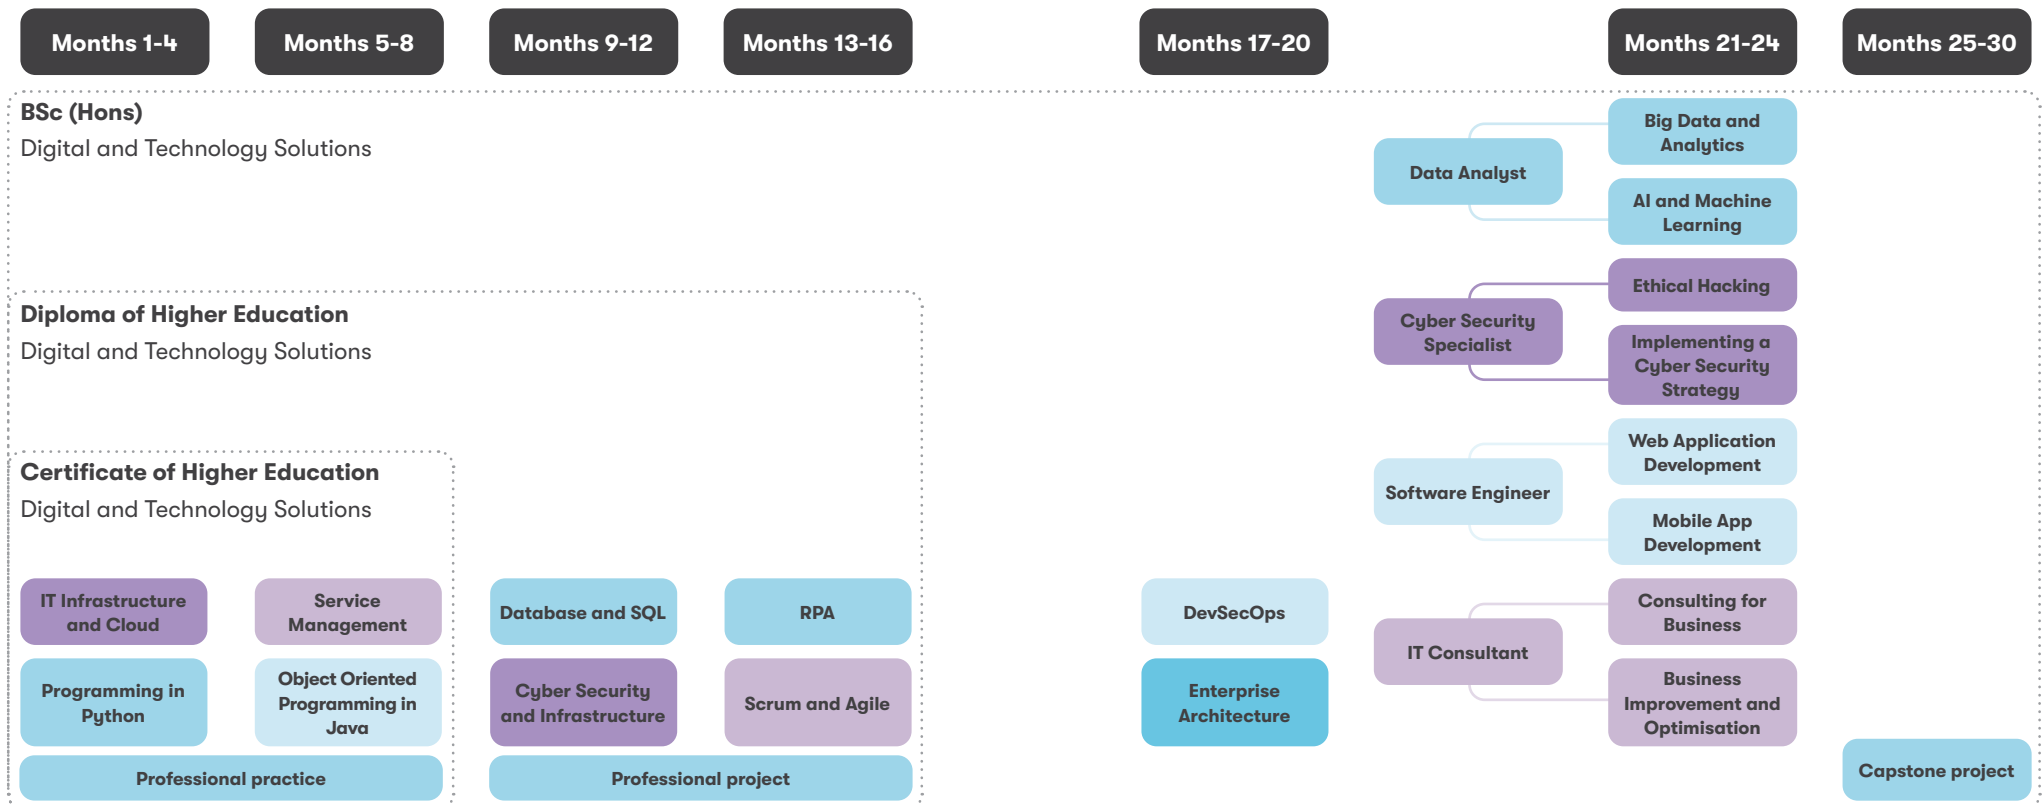 Months 1-4
Months 5-8
Months 9-12
Months 13-16
Months 17-20
Months 21-24
Months 25-30
BSc (Hons)
Digital and Technology Solutions
Diploma of Higher Education
Digital and Technology Solutions
Certificate of Higher Education
Digital and Technology Solutions
IT Infrastructure
and Cloud
Programming in
Python
Service
Management
Object Oriented
Programming in
Java
Professional practice
Database and SQL
Cyber Security
and Infrastructure
RPA
Scrum and Agile
Professional project
DevSecOps
Enterprise
Architecture
Data Analyst
Big Data and
Analytics
AI and Machine
Learning
Cyber Security
Specialist
Ethical Hacking
Implementing a
Cyber Security
Strategy
Software Engineer
Web Application
Development
Mobile App
Development
IT Consultant
Consulting for
Business
Business
Improvement and
Optimisation
Capstone project